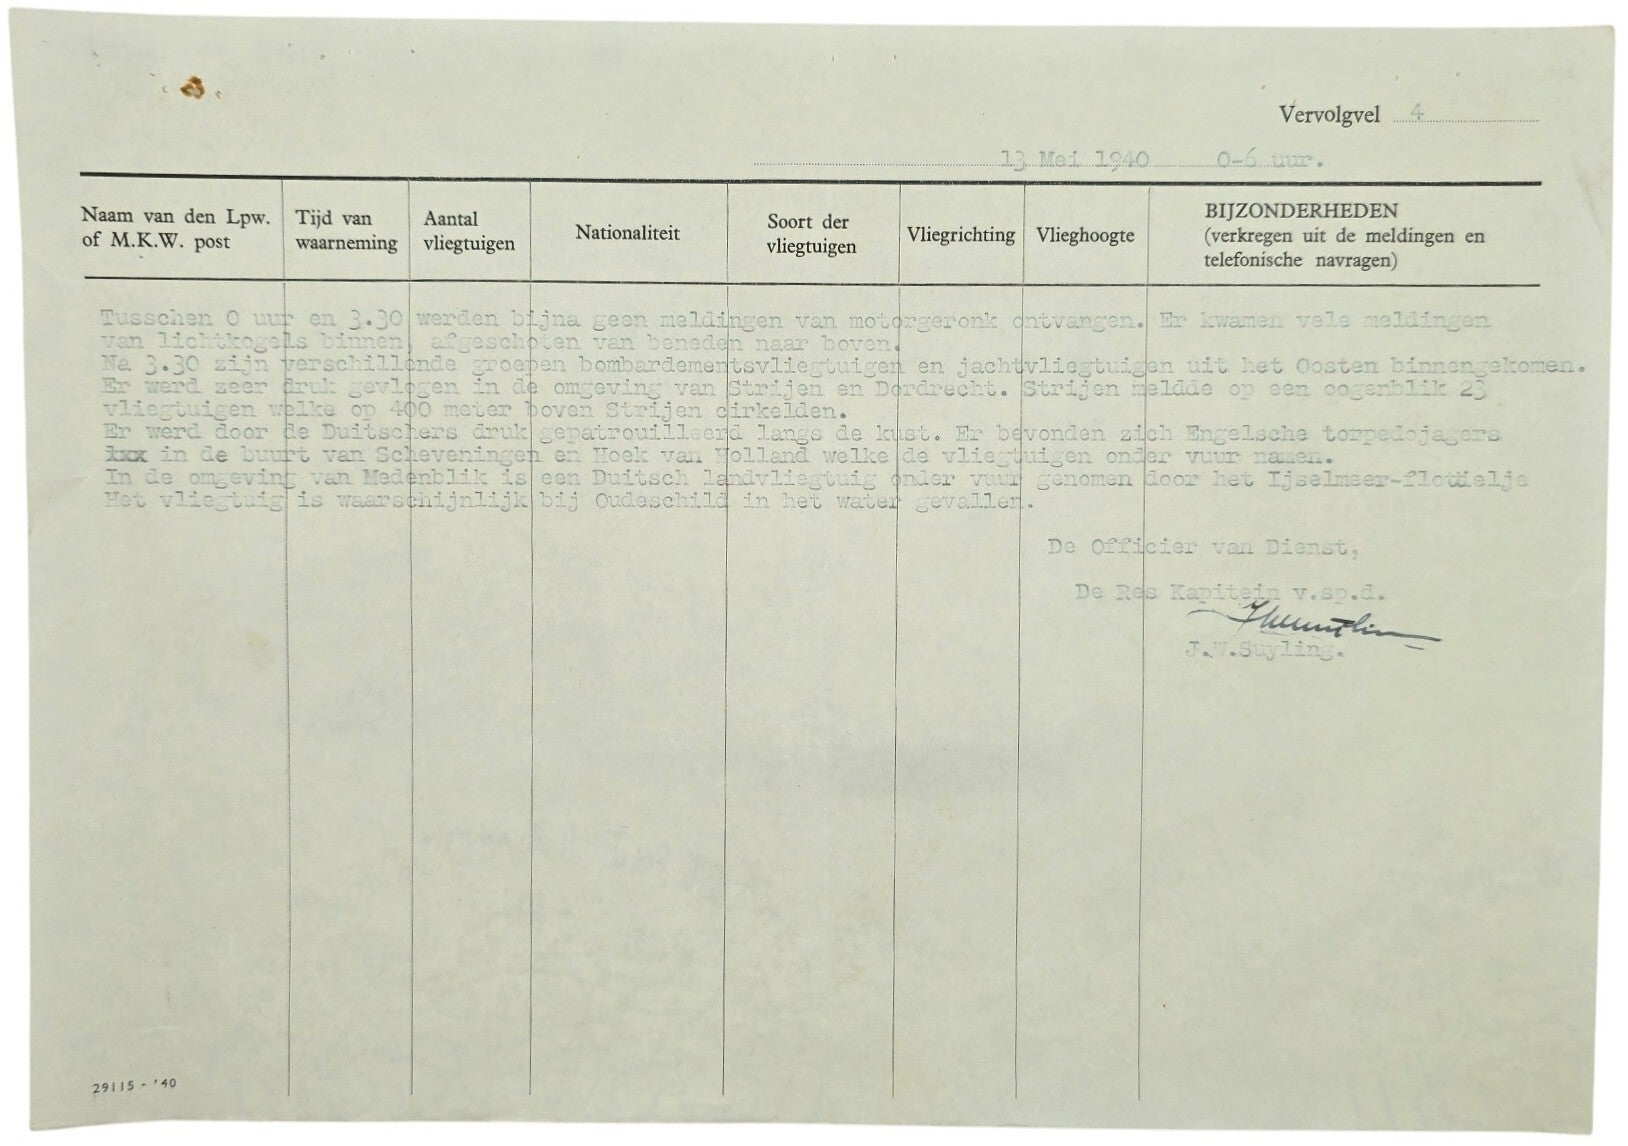 Vervolgvel 4
13 Mei 1940 0-6 uur.
Naam van den Lpw. of M.K.W. post
Tijd van waarneming
Aantal vliegtuigen
Nationaliteit
Soort der vliegtuigen
Vliegrichting
Vlieghoogte
BIJZONDERHEDEN
(verkregen uit de meldingen en
telefonische navragen)
Tusschen 0 uur en 3.30 werden bijna geen meldingen van motorgeronk ontvangen. Er kwamen vele meldingen
van lichtkogels binnen, afgeschoten van beneden naar boven.
Na 3.30 zijn verschillende groepen bombardementsvliegtuigen en jachtvliegtuigen uit het Oosten binnengekomen.
Er werd zeer druk gevlogen in de omgeving van Strijen en Dordrecht. Strijen meldde op een oogenblik 23
vliegtuigen welke op 400 meter boven Strijen cirkelden.
Er werd door de Duitschers druk gepatrouilleerd langs de kust. Er bevonden zich Engelsche torpedojagers
xxx in de buurt van Scheveningen en Hoek van Holland welke de vliegtuigen onder vuur namen.
In de omgeving van Medenblik is een Duitsch landvliegtuig onder vuur genomen door het Ijselmeer-flottielje
Het vliegtuig is waarschijnlijk bij Oudeschild in het water gevallen.
De Officier van Dienst,
De Res Kapitein v.sp.d.
J.W.Suyling.
29115 - '40